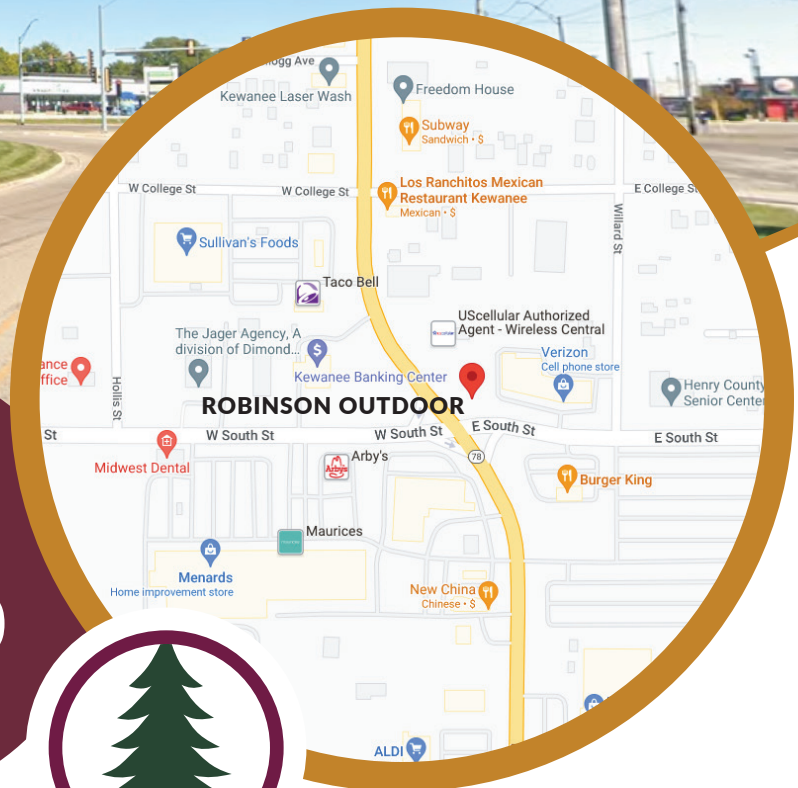 ogg Ave
Kewanee Laser Wash
Freedom House
Subway
Sandwich • $
W College St
W College St
Los Ranchitos Mexican
Restaurant Kewanee
Mexican • $
E College St
Willard St
Sullivan's Foods
Taco Bell
UScellular Authorized
Agent - Wireless Central
The Jager Agency, A
division of Dimond...
Verizon
Cell phone store
ance
ffice
Kewanee Banking Center
Hollis St
Henry County
Senior Center
ROBINSON OUTDOOR
St
W South St
W South St
E South St
E South St
78
Midwest Dental
Arby's
Arby's
Burger King
Maurices
Menards
Home improvement store
New China
Chinese • $
ALDI